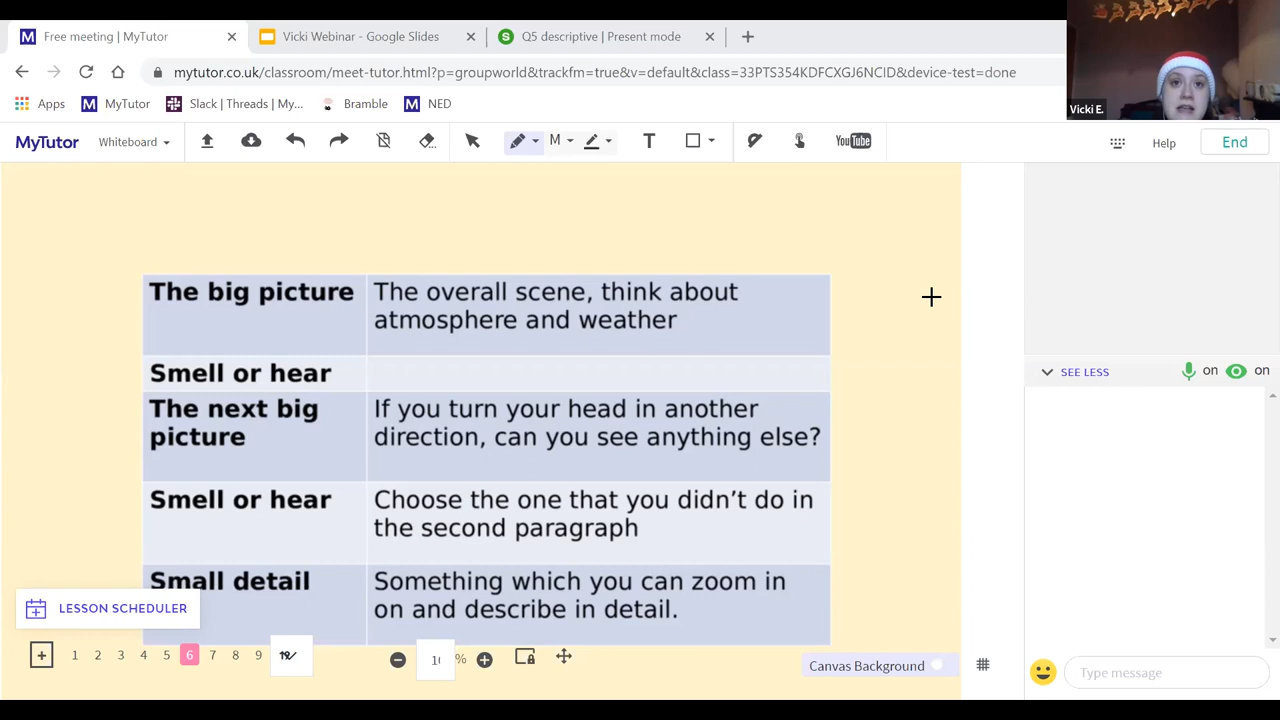 Free meeting | MyTutor
Vicki Webinar - Google Slides
Q5 descriptive | Present mode
mytutor.co.uk/classroom/meet-tutor.html?p=groupworld&trackfm=true&v=default&class=33PTS354KDFCXGJ6NCID&device-test=done
Apps
MyTutor
Slack | Threads | My...
Bramble
NED
Vicki E.
MyTutor
Whiteboard
M
T
YouTube
Help
End
The big picture
The overall scene, think about
atmosphere and weather
Smell or hear
The next big
picture
If you turn your head in another
direction, can you see anything else?
Smell or hear
Choose the one that you didn't do in
the second paragraph
Small detail
Something which you can zoom in
on and describe in detail.
SEE LESS
on
on
LESSON SCHEDULER
1 2 3 4 5 6 7 8 9
%
Canvas Background
Type message